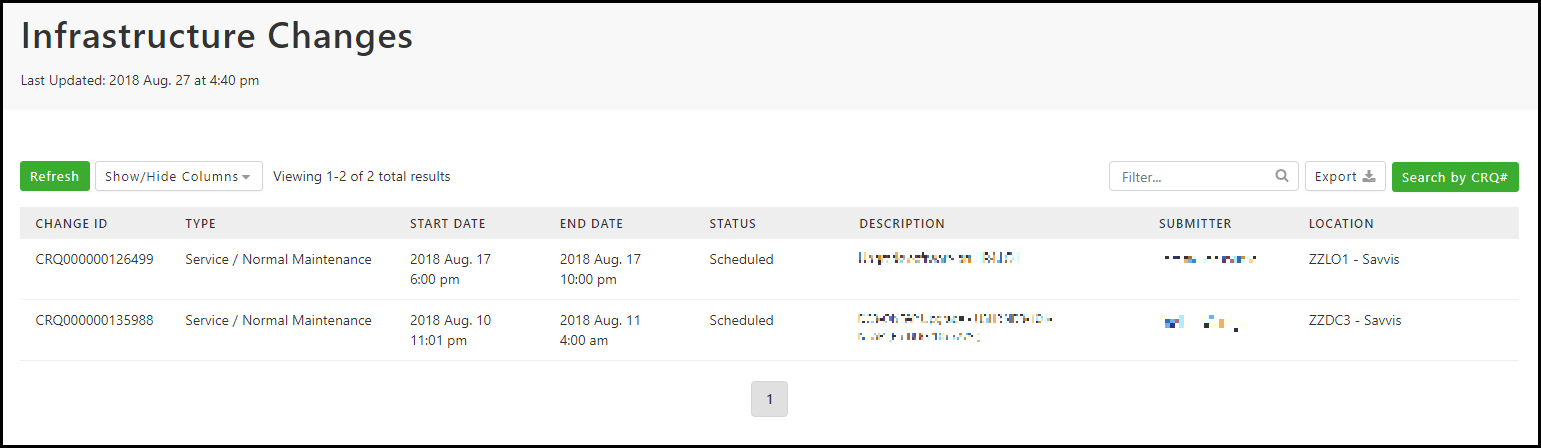 Infrastructure Changes
Last Updated: 2018 Aug. 27 at 4:40 pm
Refresh Show/Hide Columns Viewing 1-2 of 2 total results Filter... Export Search by CRQ#
CHANGE ID TYPE START DATE END DATE STATUS DESCRIPTION SUBMITTER LOCATION
CRQ000000126499 Service / Normal Maintenance 2018 Aug. 17 2018 Aug. 17 Scheduled ZZLO1 - Savvis
6:00 pm 10:00 pm
CRQ000000135988 Service / Normal Maintenance 2018 Aug. 10 2018 Aug. 11 Scheduled ZZDC3 - Savvis
11:01 pm 4:00 am
1